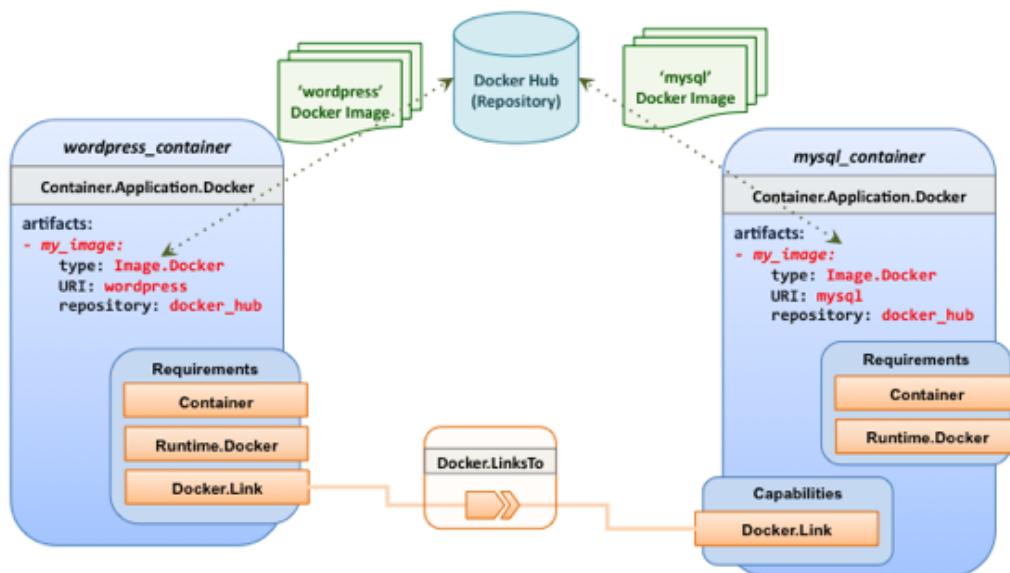 'wordpress'
Docker Image
Docker Hub
(Repository)
'mysql'
Docker Image
wordpress_container
Container.Application.Docker
artifacts:
- my_image:
type: Image.Docker
URI: wordpress
repository: docker_hub
Requirements
Container
Runtime.Docker
Docker.Link
Docker.LinksTo
mysql_container
Container.Application.Docker
artifacts:
- my_image:
type: Image.Docker
URI: mysql
repository: docker_hub
Requirements
Container
Runtime.Docker
Capabilities
Docker.Link